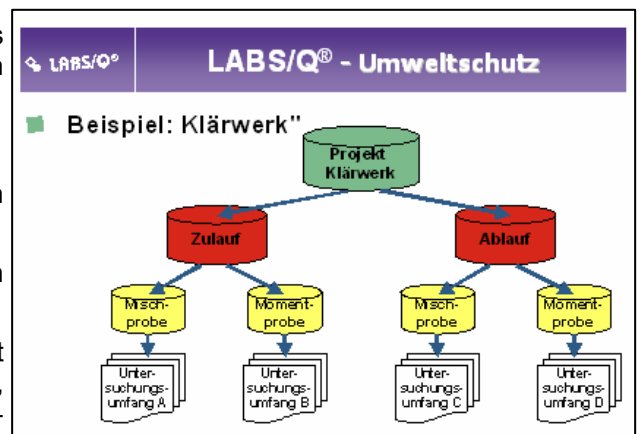 LABS/Q®
LABS/Q® - Umweltschutz
Beispiel: Klärwerk"
Projekt
Klärwerk
Zulauf
Ablauf
Misch-
probe
Moment-
probe
Misch-
probe
Moment-
probe
Unter-
suchungs-
umfang A
Unter-
suchungs-
umfang B
Unter-
suchungs-
umfang C
Unter-
suchungs-
umfang D